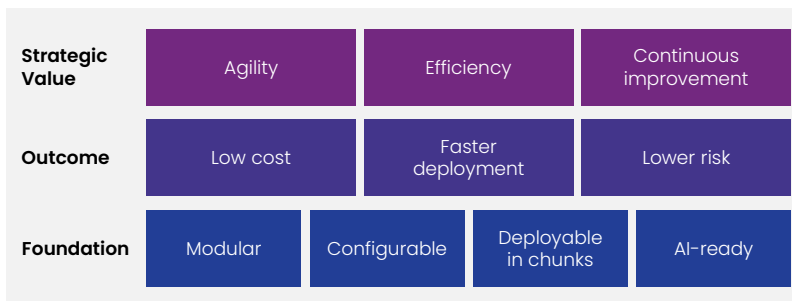 Strategic
Value
Agility
Efficiency
Continuous
improvement
Outcome
Low cost
Faster
deployment
Lower risk
Foundation
Modular
Configurable
Deployable
in chunks
AI-ready